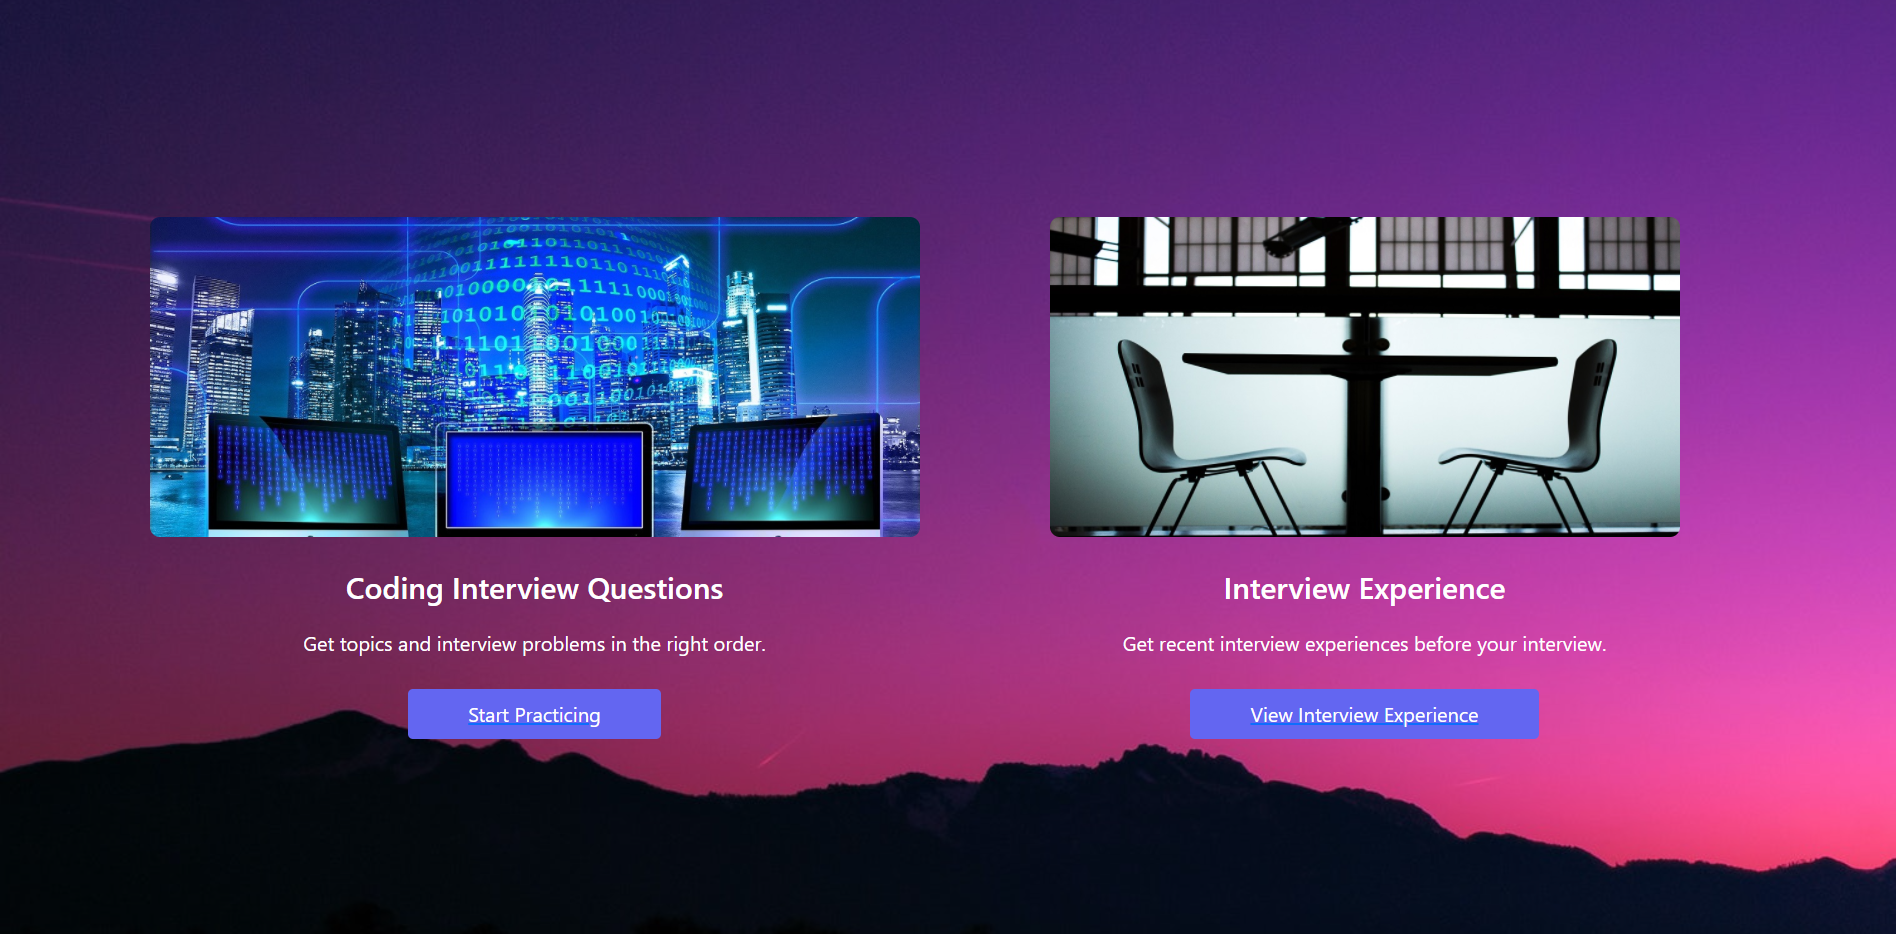 Coding Interview Questions
Get topics and interview problems in the right order.
Start Practicing
Interview Experience
Get recent interview experiences before your interview.
View Interview Experience